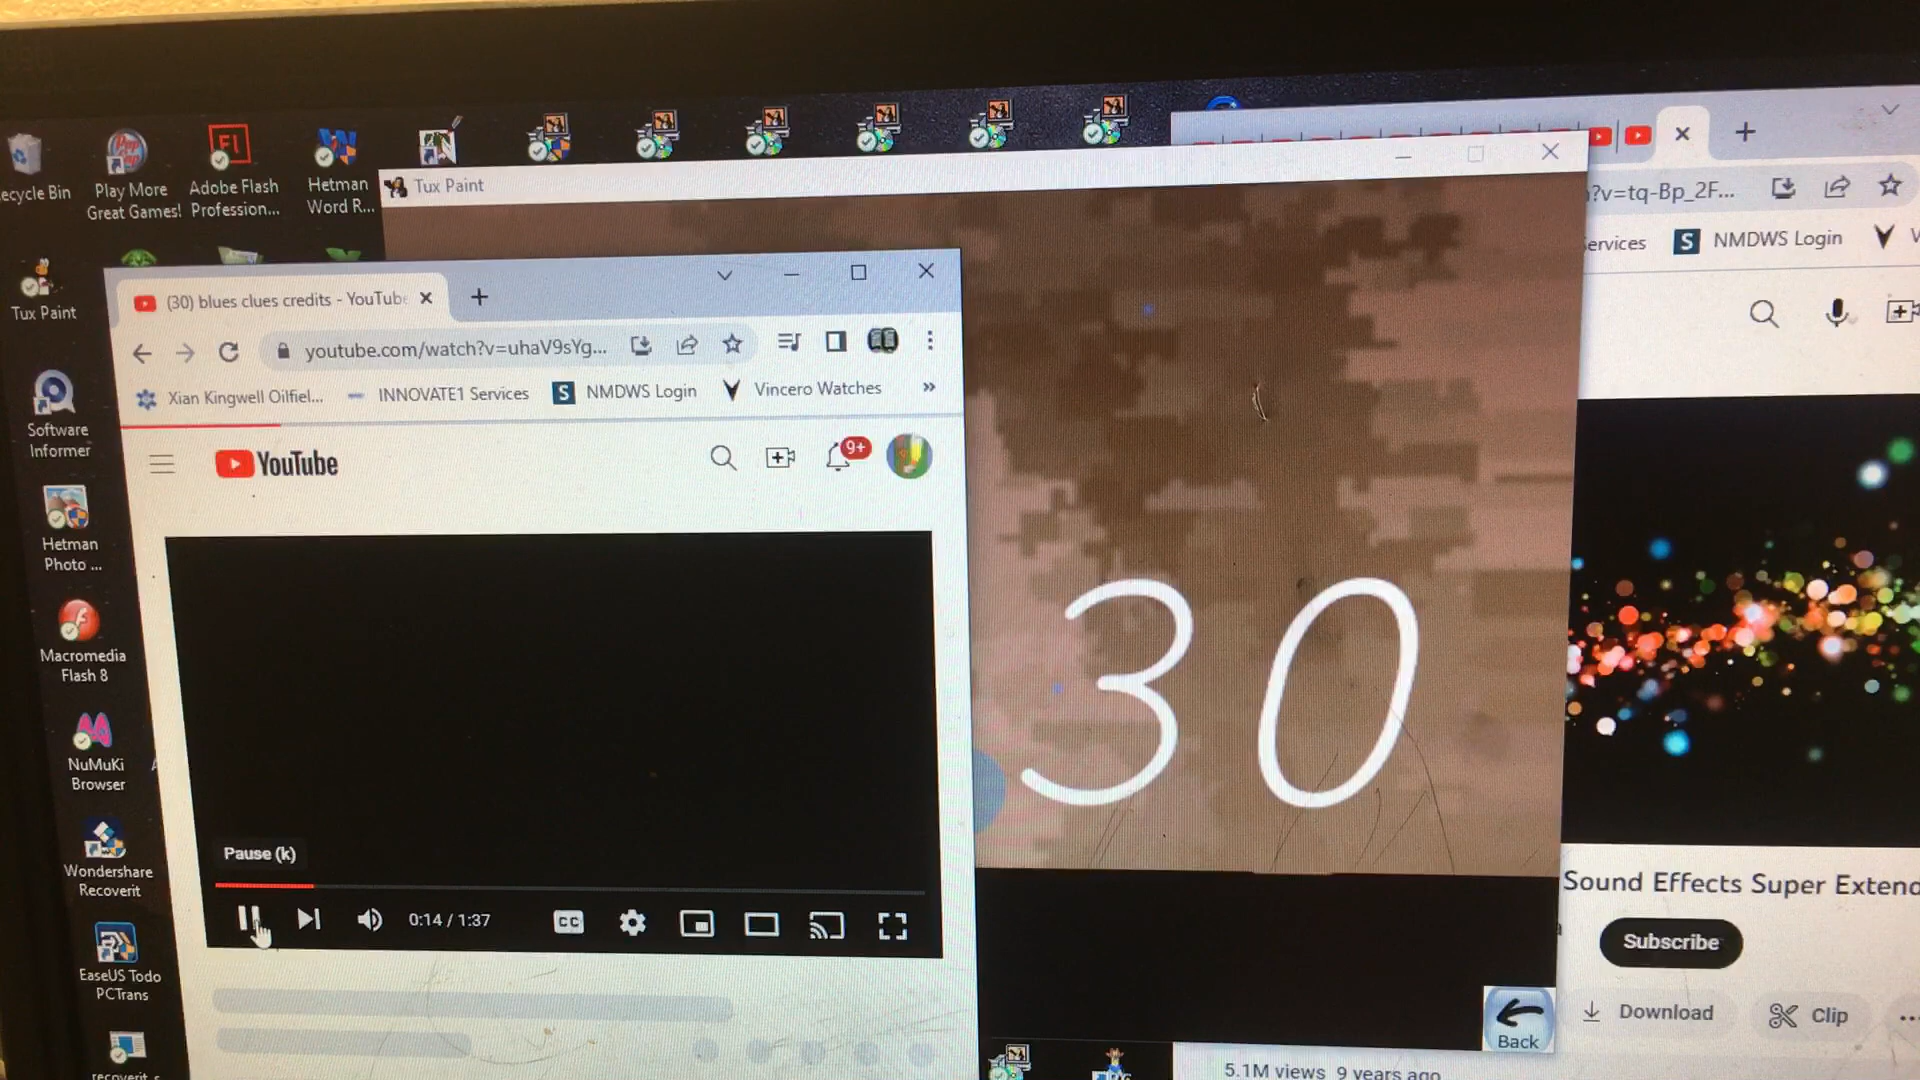 ecycle Bin
Play More
Great Games!
Adobe Flash
Profession...
Hetman
Word R...
Tux Paint
?v=tq-Bp_2F...
ervices
S
NMDWS Login
Tux Paint
(30) blues clues credits - YouTube
youtube.com/watch?v=uhaV9sYg...
Xian Kingwell Oilfiel...
INNOVATE1 Services
S
NMDWS Login
Vincero Watches
»
YouTube
9+
Software
Informer
Hetman
Photo ...
Macromedia
Flash 8
NuMuKi
Browser
Wondershare
Recoverit
EaseUS Todo
PCTrans
recoverit_s
30
Pause (k)
0:14 / 1:37
CC
Back
Sound Effects Super Extend
Subscribe
Download
Clip
5.1M views 9 years ago